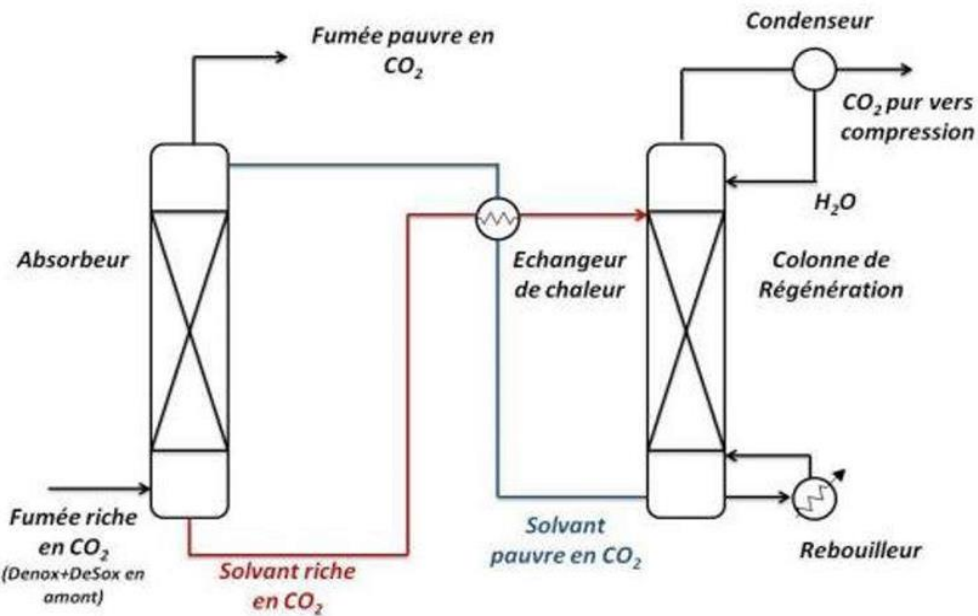 Condenseur
Fumée pauvre en
CO₂
CO₂ pur vers
compression
H₂O
Absorbeur
Echangeur
de chaleur
Colonne de
Régénération
Fumée riche
en CO₂
(Denox+DeSox en
amont)
Solvant riche
en CO₂
Solvant
pauvre en CO₂
Rebouilleur